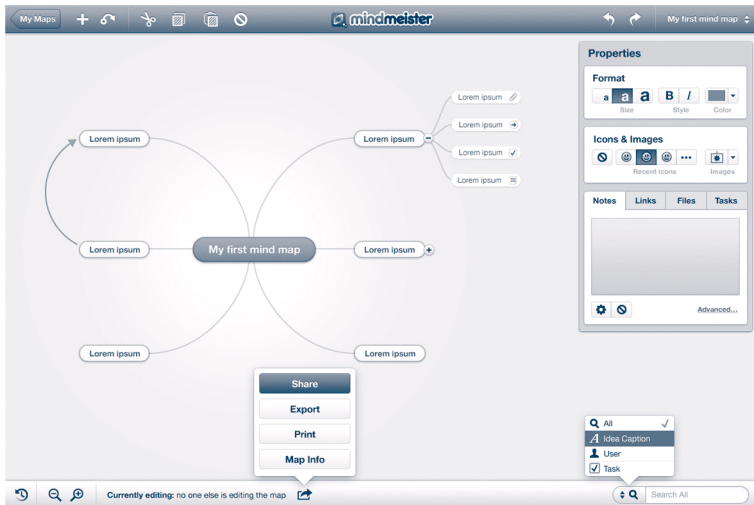 My Maps
mindmeister
My first mind map
Properties
Format
a a a B I
Size Style Color
Icons & Images
Recent Icons Images
Notes Links Files Tasks
Advanced...
Lorem ipsum
Lorem ipsum
Lorem ipsum
Lorem ipsum
Lorem ipsum
Lorem ipsum
Lorem ipsum
My first mind map
Lorem ipsum
Lorem ipsum
Lorem ipsum
Share
Export
Print
Map Info
All
A Idea Caption
User
Task
Currently editing: no one else is editing the map
Search All